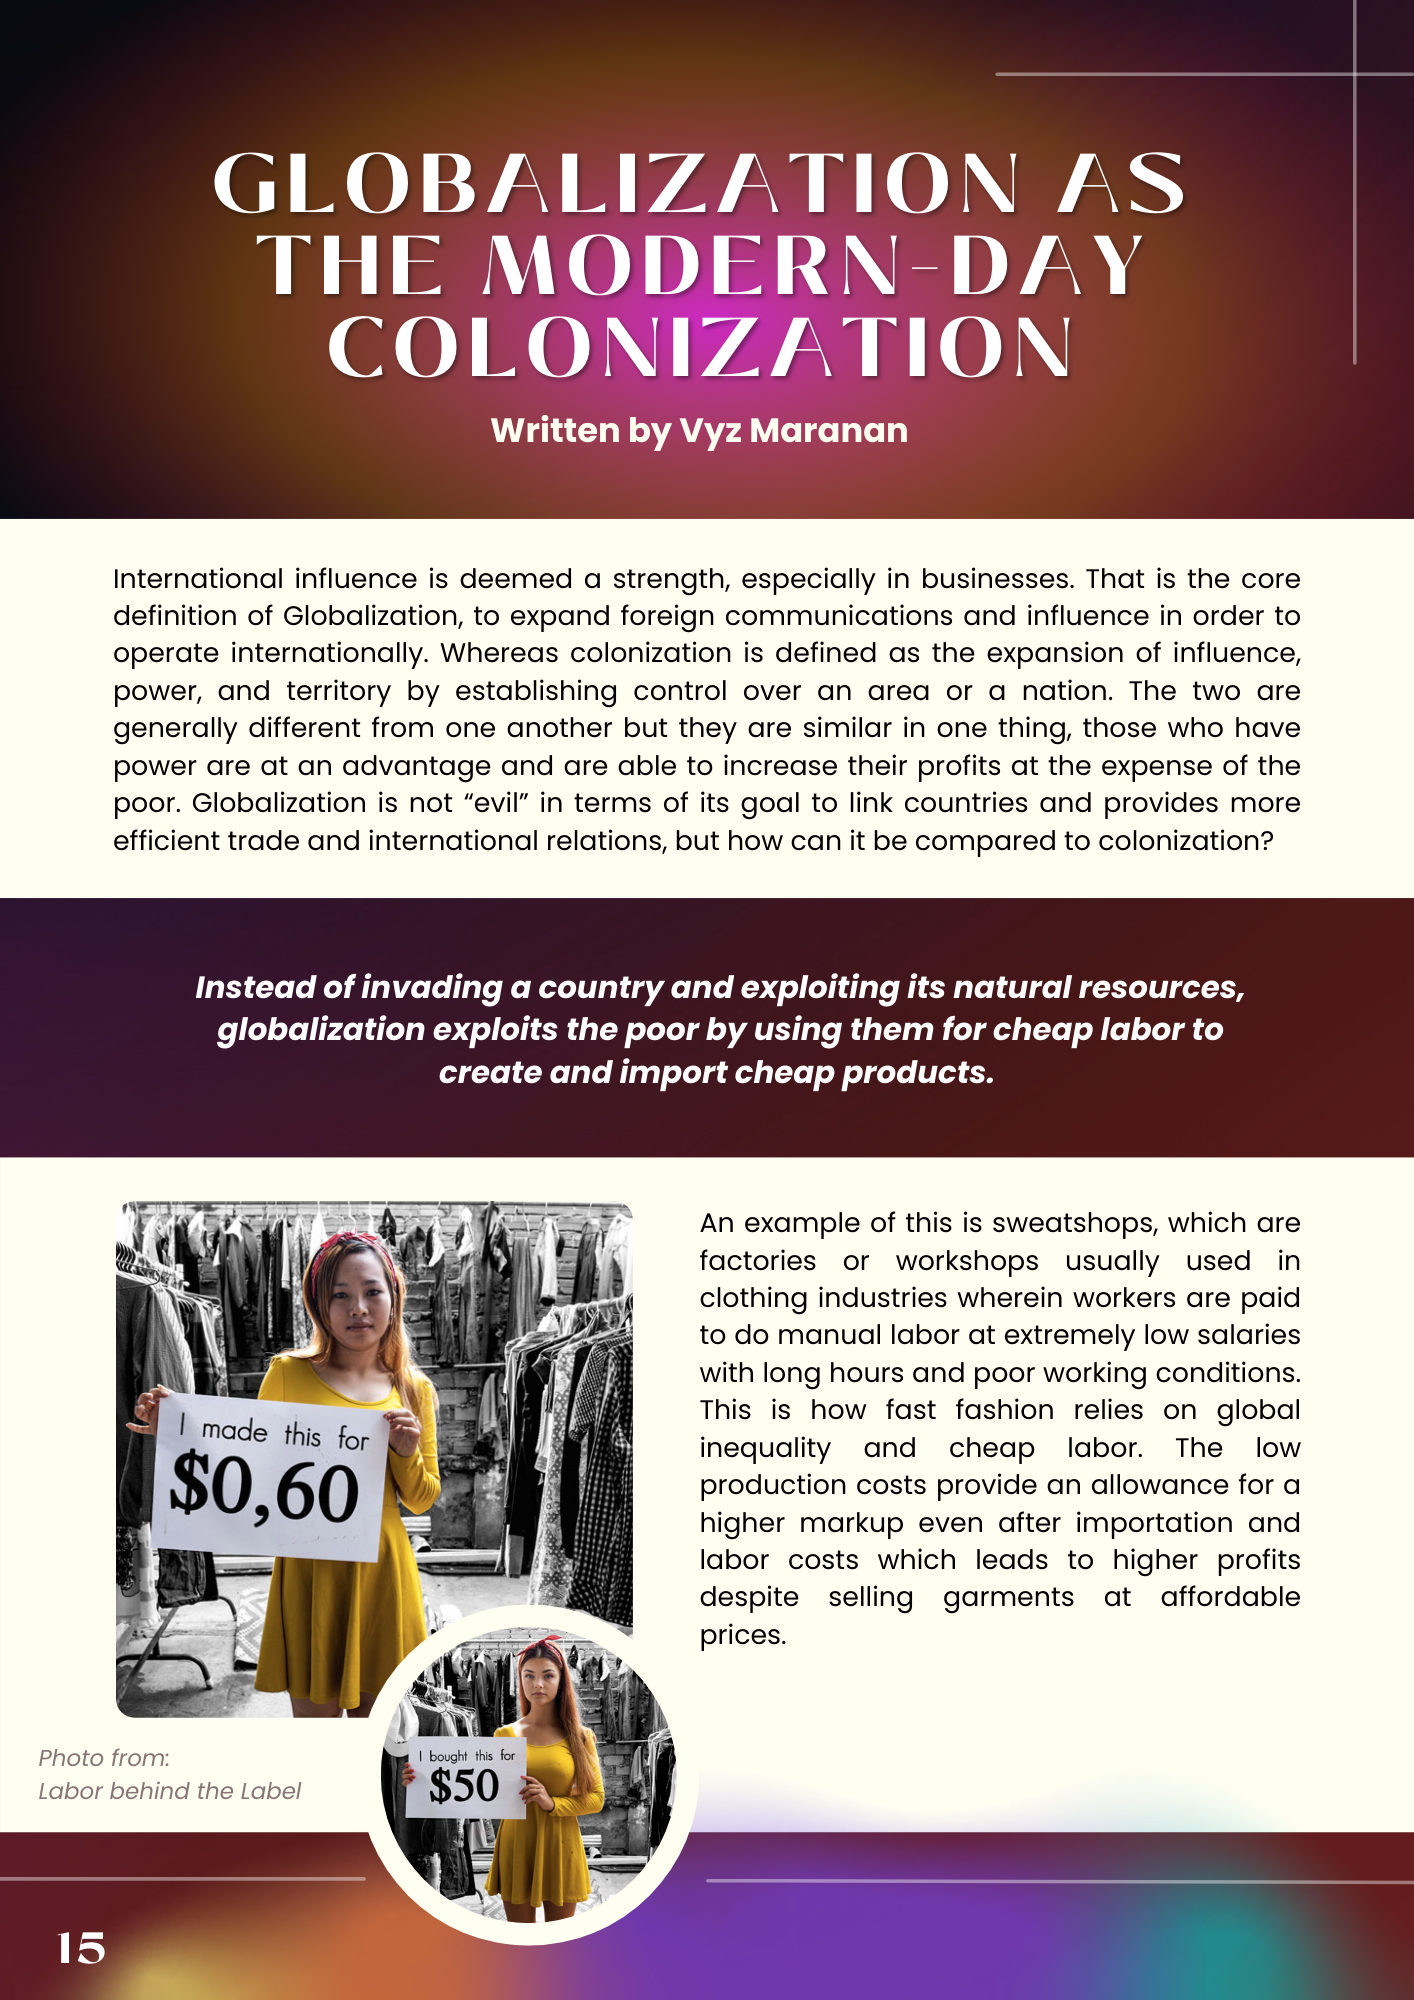 GLOBALIZATION AS
THE MODERN-DAY
COLONIZATION
Written by Vyz Maranan
International influence is deemed a strength, especially in businesses. That is the core
definition of Globalization, to expand foreign communications and influence in order to
operate internationally. Whereas colonization is defined as the expansion of influence,
power, and territory by establishing control over an area or a nation. The two are
generally different from one another but they are similar in one thing, those who have
power are at an advantage and are able to increase their profits at the expense of the
poor. Globalization is not “evil” in terms of its goal to link countries and provides more
efficient trade and international relations, but how can it be compared to colonization?
Instead of invading a country and exploiting its natural resources,
globalization exploits the poor by using them for cheap labor to
create and import cheap products.
I made this for
$0,60
An example of this is sweatshops, which are
factories or workshops usually used in
clothing industries wherein workers are paid
to do manual labor at extremely low salaries
with long hours and poor working conditions.
This is how fast fashion relies on global
inequality and cheap labor. The low
production costs provide an allowance for a
higher markup even after importation and
labor costs which leads to higher profits
despite selling garments at affordable
prices.
I bought this for
$50
Photo from:
Labor behind the Label
15